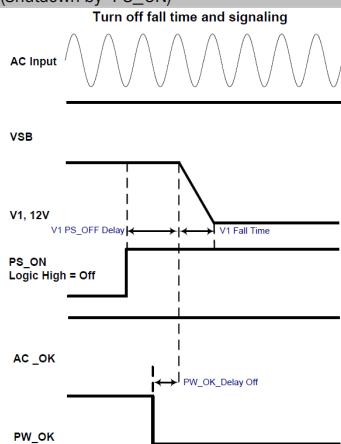 (Shutdown by "PS_ON)
Turn off fall time and signaling
AC Input
VSB
V1, 12V
V1 PS_OFF Delay
V1 Fall Time
PS_ON
Logic High = Off
AC _OK
PW_OK_Delay Off
PW_OK